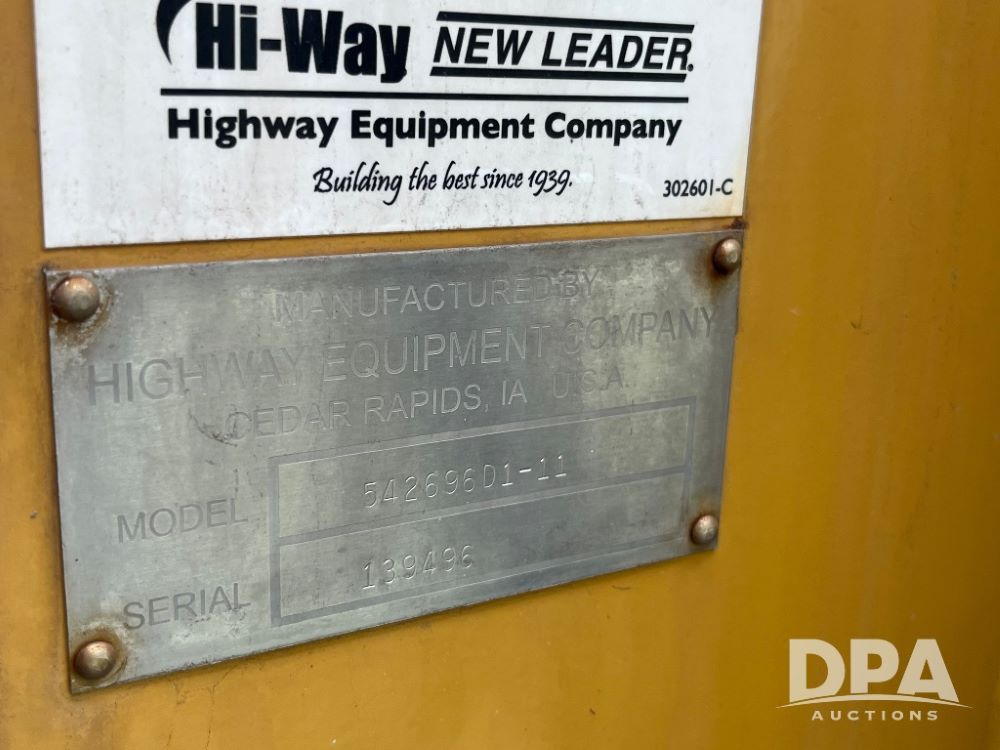 Hi-Way NEW LEADER.
Highway Equipment Company
Building the best since 1939.
302601-C
MANUFACTURED BY
HIGHWAY EQUIPMENT COMPANY
CEDAR RAPIDS, IA U.S.A.
MODEL 542696D1-11
SERIAL 139496
DPA
AUCTIONS